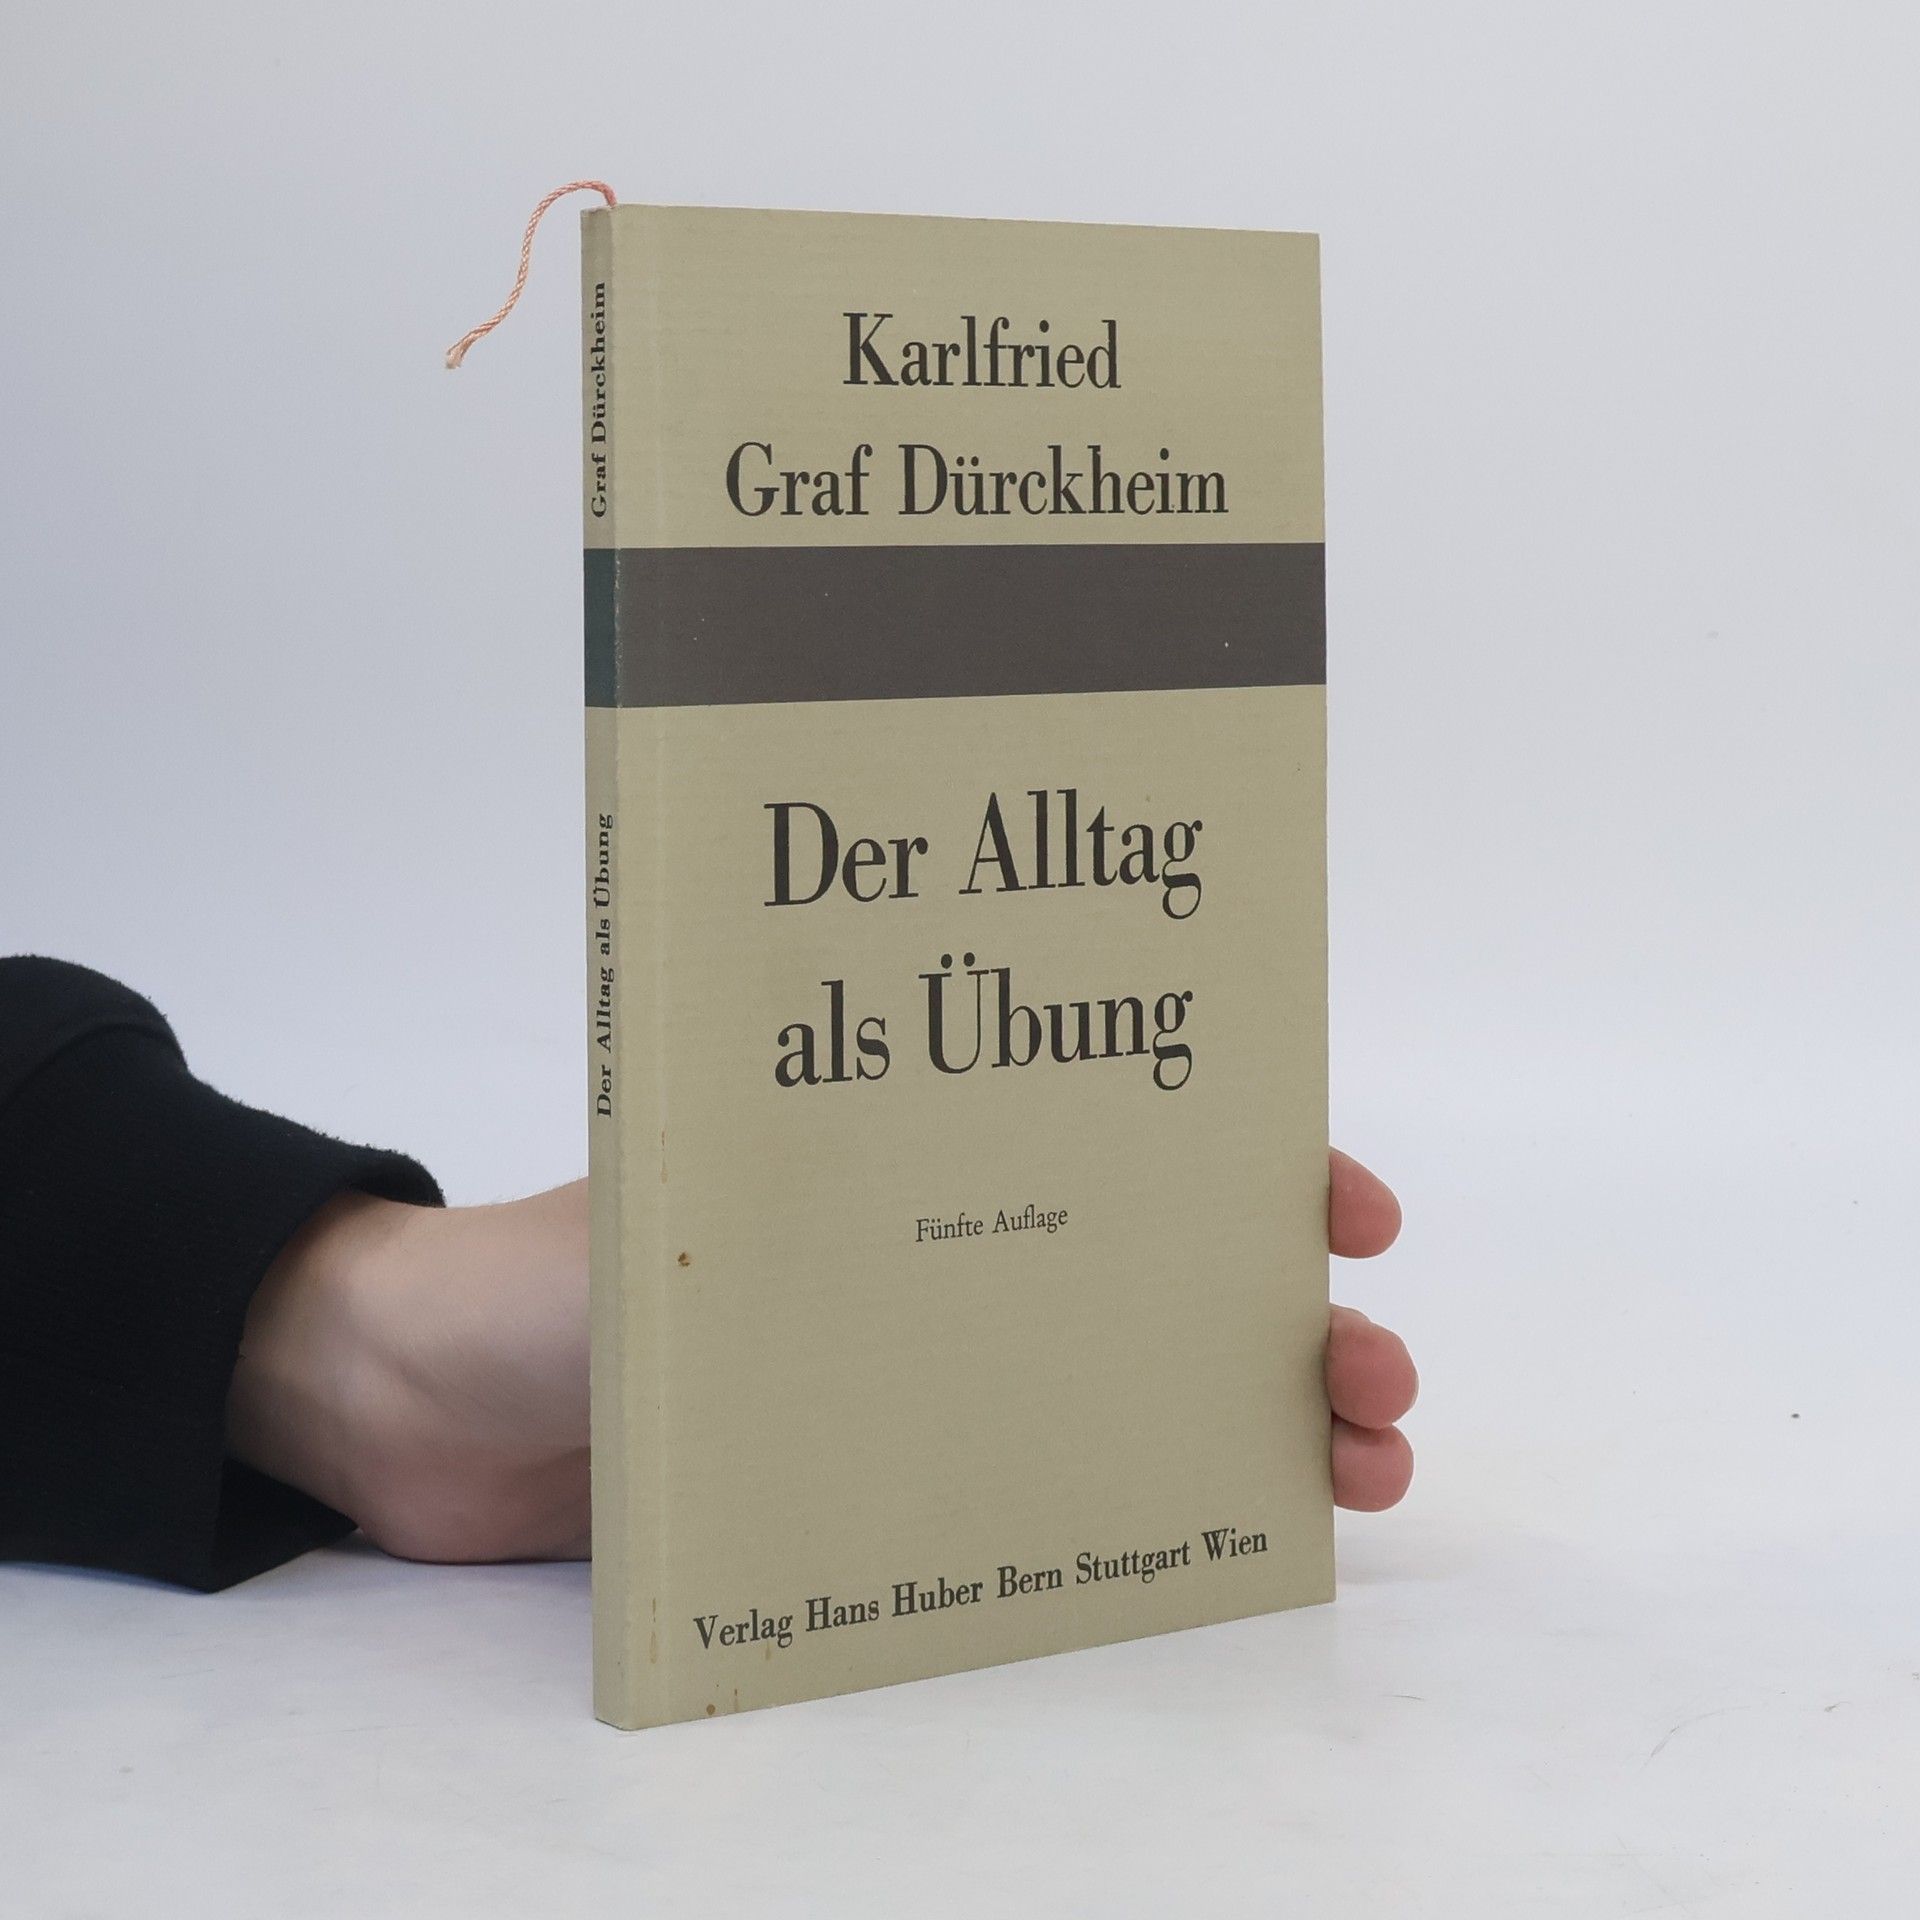 Karlfried
Graf Dürckheim
Der Alltag
als Übung
Fünfte Auflage
Verlag Hans Huber Bern Stuttgart Wien
Graf Dürckheim
Der Alltag als Übung